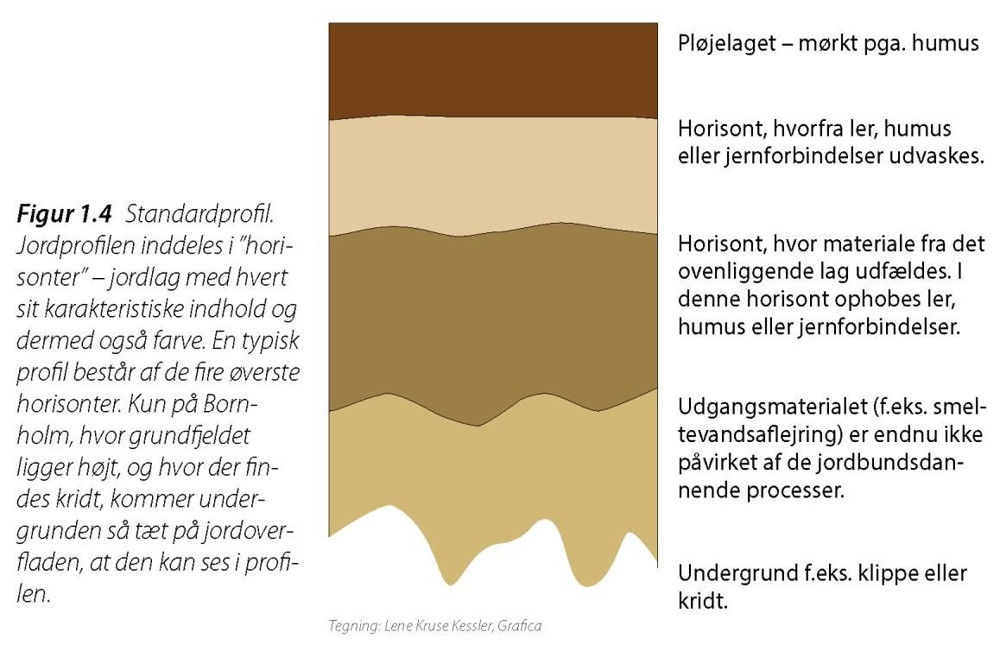 Figur 1.4 Standardprofil.
Jordprofilen inddeles i ”hori-
sonter” – jordlag med hvert
sit karakteristiske indhold og
dermed også farve. En typisk
profil består af de fire øverste
horisonter. Kun på Born-
holm, hvor grundfjeldet
ligger højt, og hvor der fin-
des kridt, kommer under-
grunden så tæt på jordover-
fladen, at den kan ses i profi-
len.
Pløjelaget – mørkt pga. humus
Horisont, hvorfra ler, humus
eller jernforbindelser udvaskes.
Horisont, hvor materiale fra det
ovenliggende lag udfældes. I
denne horisont ophobes ler,
humus eller jernforbindelser.
Udgangsmaterialet (f.eks. smel-
tevandsaflejring) er endnu ikke
påvirket af de jordbundsdan-
nende processer.
Undergrund f.eks. klippe eller
kridt.
Tegning: Lene Kruse Kessler, Grafica